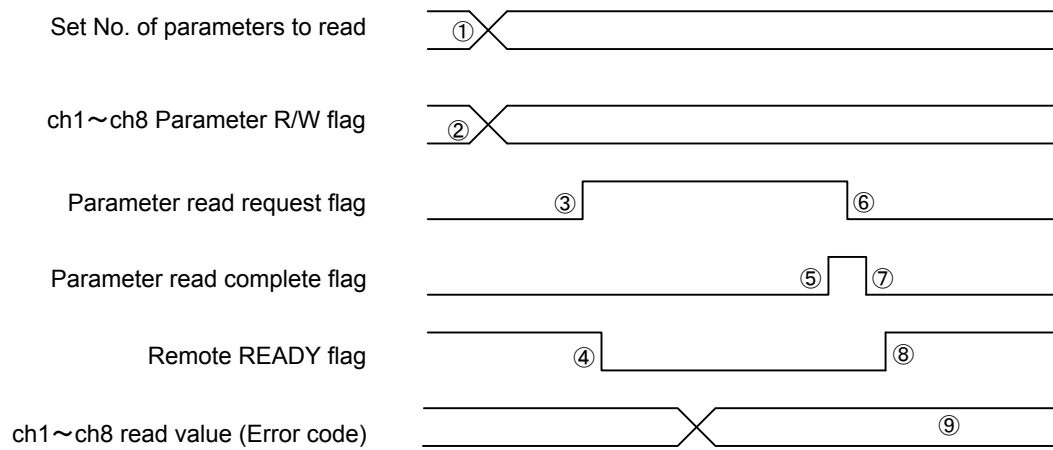 Set No. of parameters to read ①
ch1～ch8 Parameter R/W flag ②
Parameter read request flag ③ ⑥
Parameter read complete flag ⑤ ⑦
Remote READY flag ④ ⑧
ch1～ch8 read value (Error code) ⑨